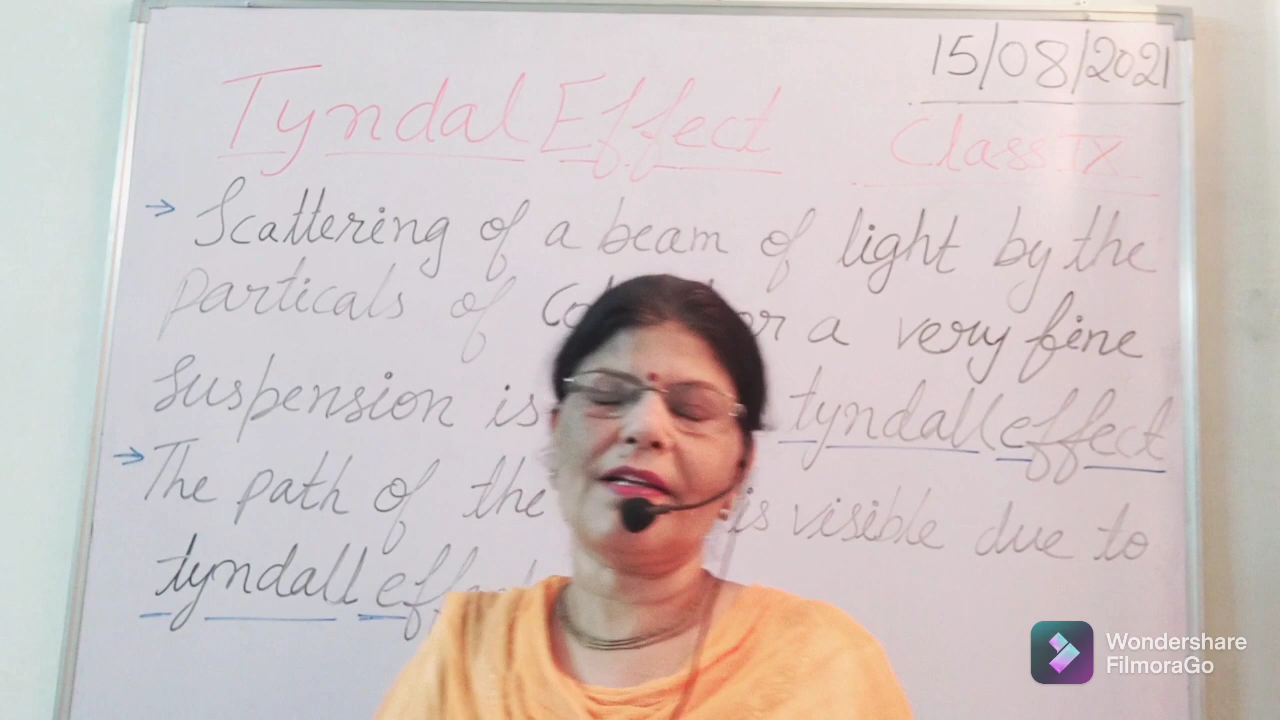 15/08/2021
Tyndal Effect
Class IX
→ Scattering of a beam of light by the
particals of or a very fine
suspension is tyndall effect
→ The path of the is visible due to
tyndall
Wondershare
FilmoraGo